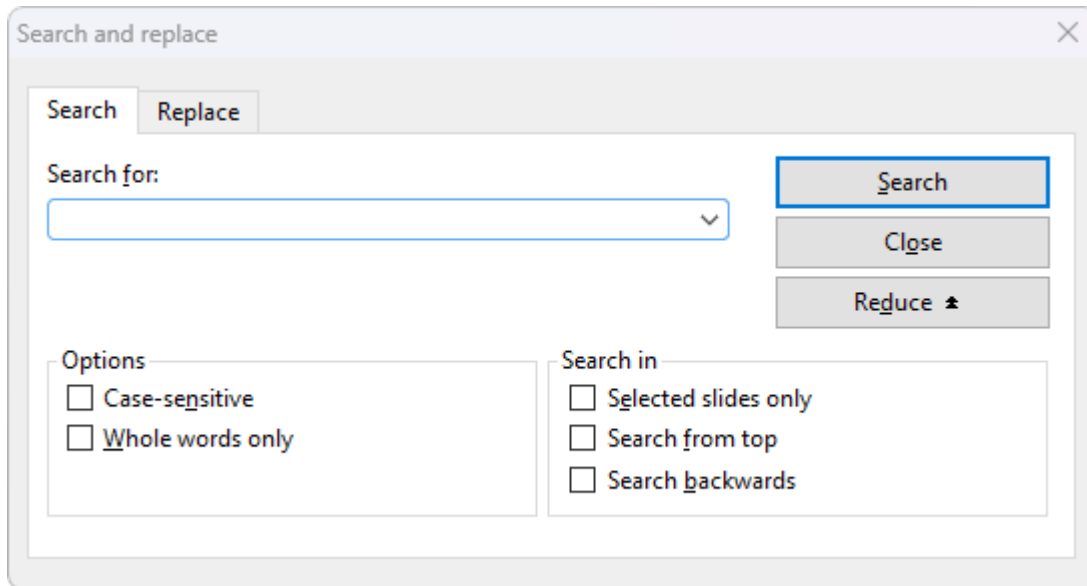 Search and replace
Search Replace
Search for:
Search
Close
Reduce
Options
Case-sensitive
Whole words only
Search in
Selected slides only
Search from top
Search backwards